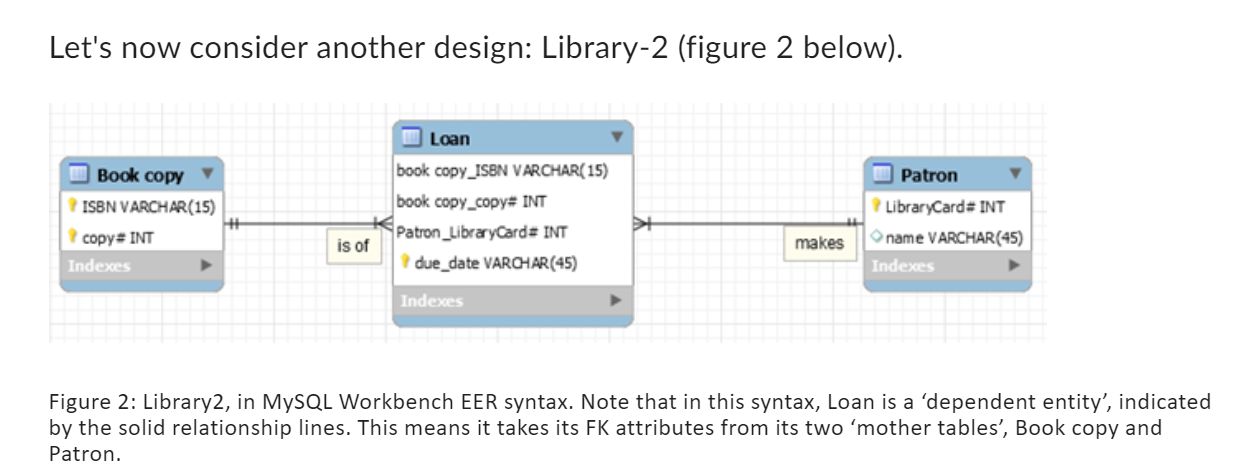 Let's now consider another design: Library-2 (figure 2 below).
Loan
Book copy
Patron
book copy_ISBN VARCHAR(15)
ISBN VARCHAR(15)
book copy_copy# INT
LibraryCard# INT
copy# INT
Patron_LibraryCard# INT
name VARCHAR(45)
is of
makes
due_date VARCHAR(45)
Indexes
Indexes
Indexes
Figure 2: Library2, in MySQL Workbench EER syntax. Note that in this syntax, Loan is a ‘dependent entity’, indicated
by the solid relationship lines. This means it takes its FK attributes from its two ‘mother tables’, Book copy and
Patron.